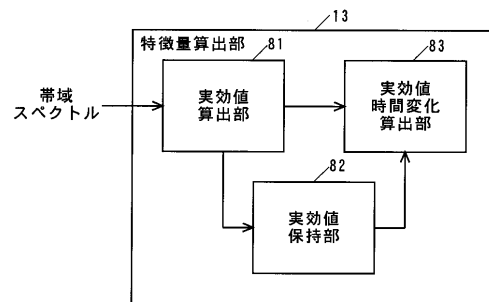 13
特徴量算出部
81
83
帯域
スペクトル
実効値
算出部
実効値
時間変化
算出部
82
実効値
保持部